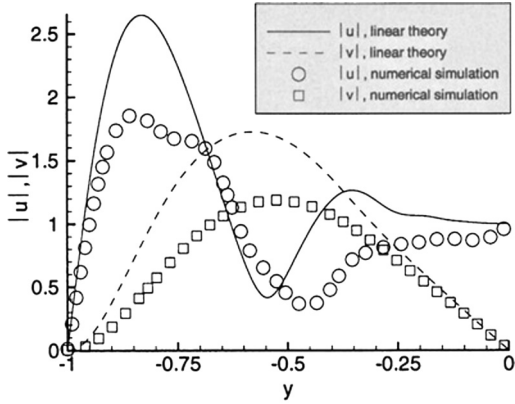 |u|, linear theory
|v|, linear theory
|u|, numerical simulation
|v|, numerical simulation
2.5
2
1.5
1
0.5
0
|u|,|v|
-1
-0.75
-0.5
-0.25
0
y